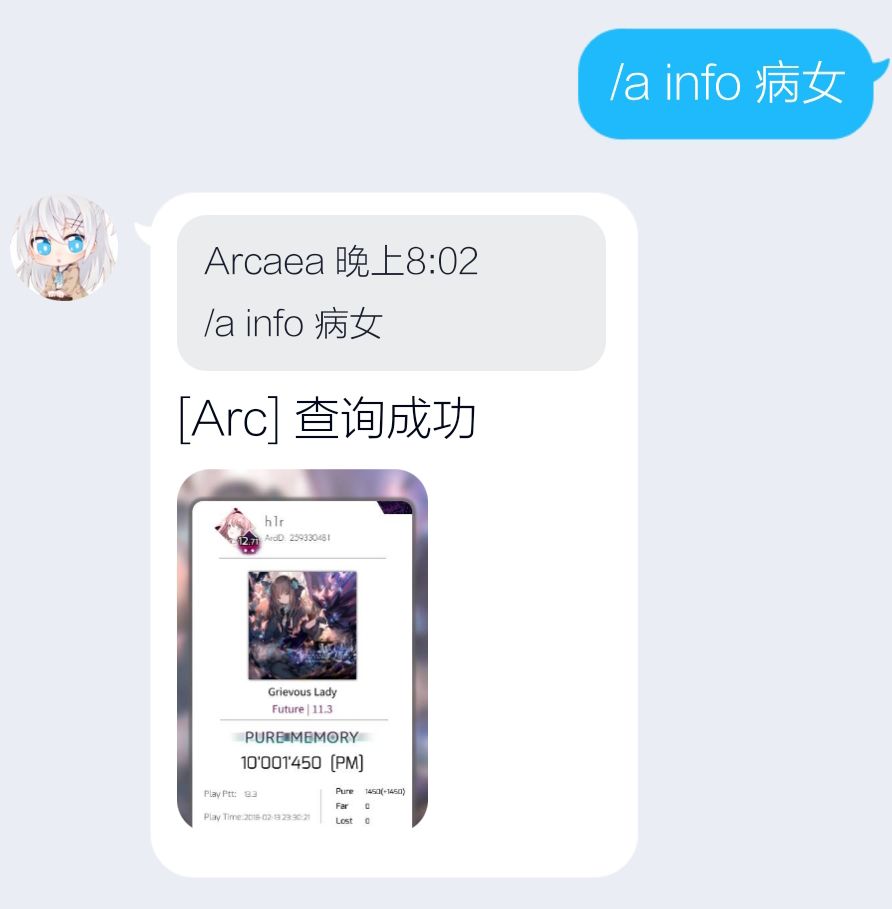 /a info 病女
Arcaea 晚上8:02
/a info 病女
[Arc] 查询成功
h1r
12.71
ArcID: 259330481
Grievous Lady
Future | 11.3
PURE MEMORY
10'001'450 [PM]
Play Ptt: 13.3
Pure 1450(+1450)
Far 0
Play Time:2018-02-13 23:30:21
Lost 0